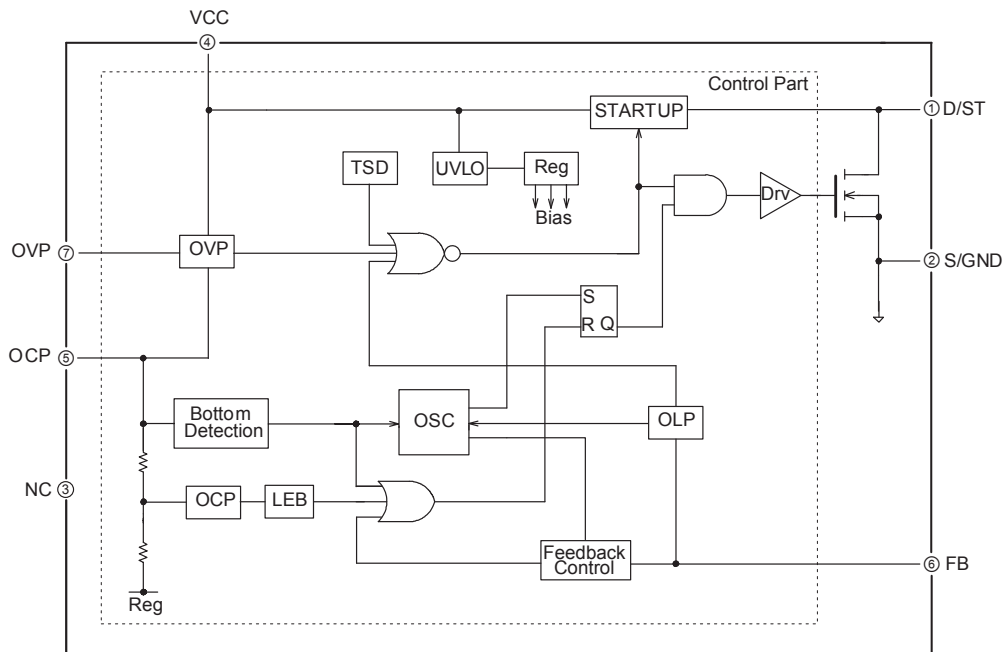 VCC
④
Control Part
STARTUP
① D/ST
TSD
UVLO
Reg
Bias
Drv
OVP ⑦
OVP
② S/GND
S
R Q
OCP ⑤
Bottom
Detection
OSC
OLP
NC ③
OCP
LEB
Feedback
Control
⑥ FB
Reg